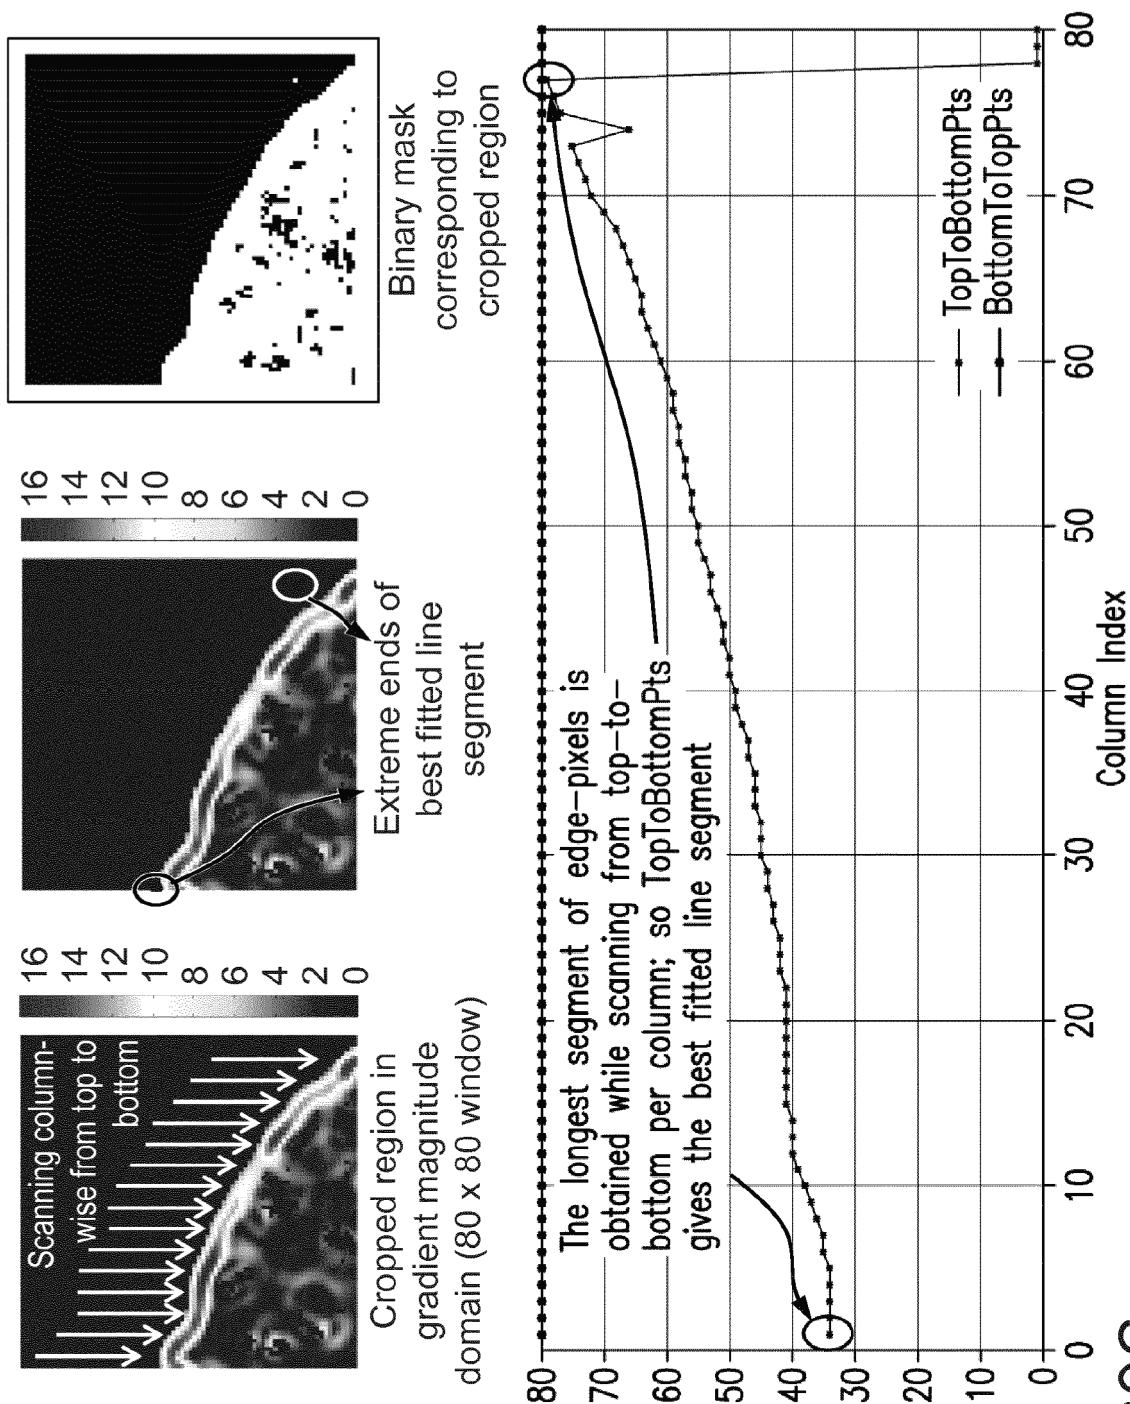 Scanning column-
wise from top to
bottom
16
14
12
10
8
6
4
2
0
Cropped region in
gradient magnitude
domain (80 x 80 window)
16
14
12
10
8
6
4
2
0
Extreme ends of
best fitted line
segment
Binary mask
corresponding to
cropped region
80
70
60
50
40
30
20
10
0
The longest segment of edge-pixels is
obtained while scanning from top-to-
bottom per column; so TopToBottomPts
gives the best fitted line segment
TopToBottomPts
BottomToTopPts
0
10
20
30
40
50
60
70
80
Column Index